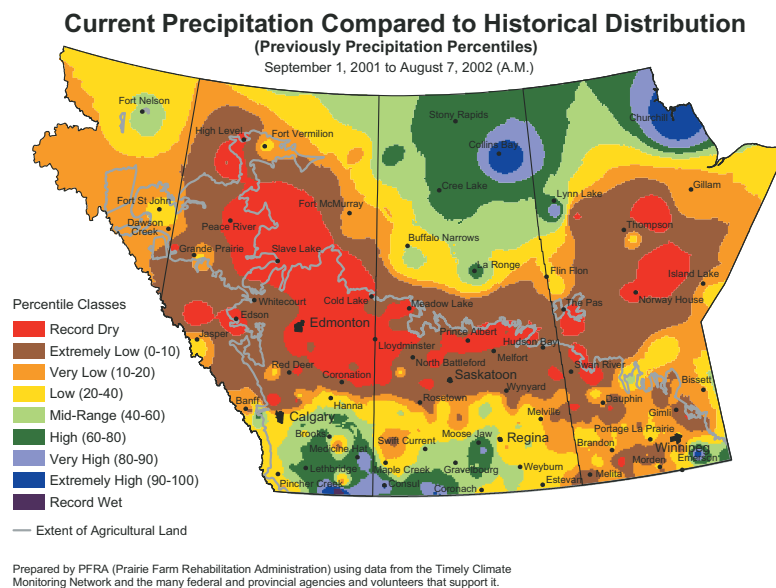 Current Precipitation Compared to Historical Distribution
(Previously Precipitation Percentiles)
September 1, 2001 to August 7, 2002 (A.M.)
Fort Nelson
Stony Rapids
Churchill
High Level
Fort Vermilion
Collins Bay
Cree Lake
Gillam
Lynn Lake
Fort St John
Fort McMurray
Dawson
Creek
Peace River
Thompson
Buffalo Narrows
Grande Prairie
Slave Lake
La Ronge
Flin Flon
Island Lake
Whitecourt
Cold Lake
Meadow Lake
The Pas
Norway House
Edson
Edmonton
Jasper
Lloydminster
Prince Albert
Hudson Bay
North Battleford
Melfort
Red Deer
Coronation
Saskatoon
Swan River
Wynyard
Bissett
Banff
Hanna
Rosetown
Dauphin
Gimli
Calgary
Melville
Brooks
Swift Current
Moose Jaw
Regina
Portage La Prairie
Brandon
Winnipeg
Medicine Hat
Lethbridge
Maple Creek
Gravelbourg
Weyburn
Morden
Emerson
Pincher Creek
Consul
Coronach
Estevan
Melita
Percentile Classes
Record Dry
Extremely Low (0-10)
Very Low (10-20)
Low (20-40)
Mid-Range (40-60)
High (60-80)
Very High (80-90)
Extremely High (90-100)
Record Wet
Extent of Agricultural Land
Prepared by PFRA (Prairie Farm Rehabilitation Administration) using data from the Timely Climate
Monitoring Network and the many federal and provincial agencies and volunteers that support it.